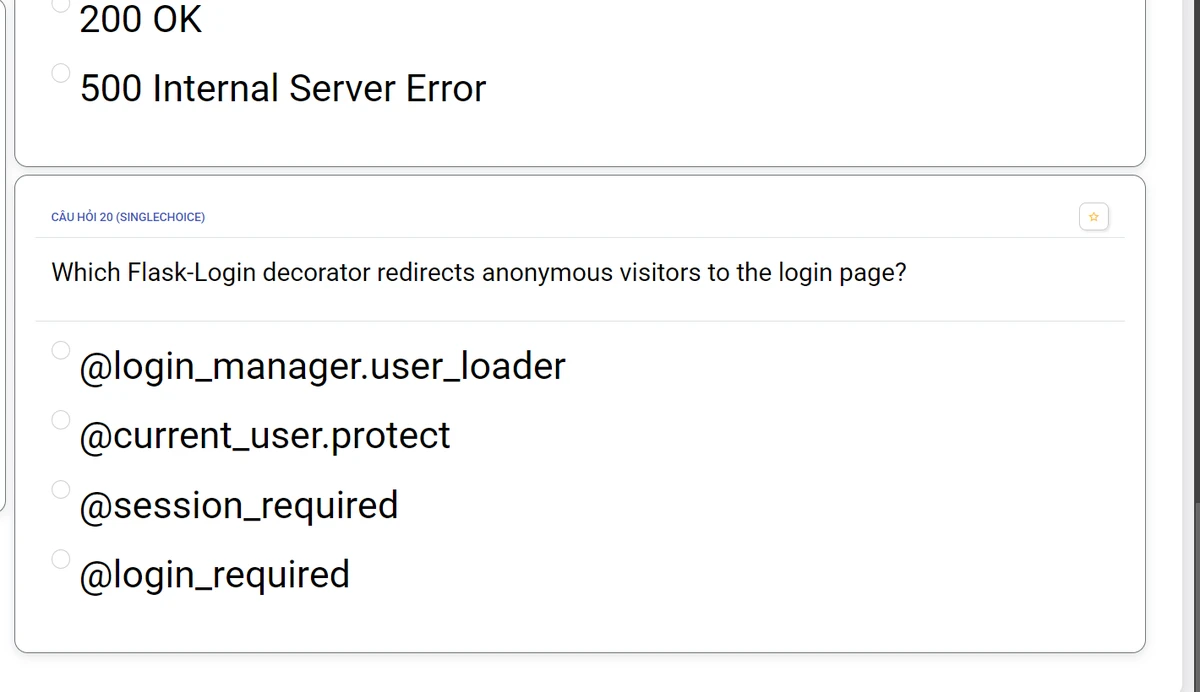 200 OK
500 Internal Server Error
CÂU HỎI 20 (SINGLECHOICE)
Which Flask-Login decorator redirects anonymous visitors to the login page?
@login_manager.user_loader
@current_user.protect
@session_required
@login_required